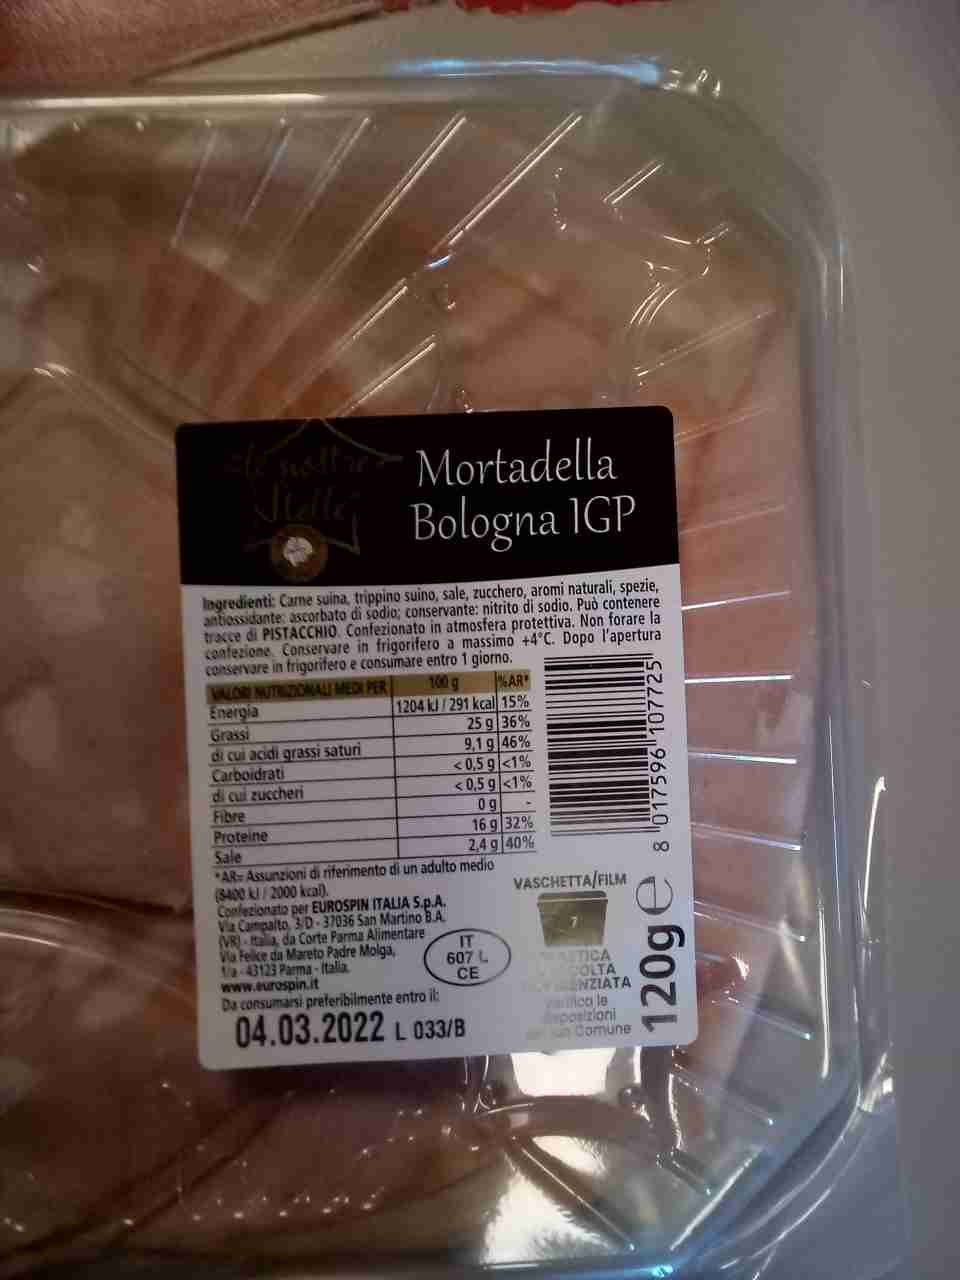 le nostre
stelle
Mortadella
Bologna IGP
Ingredienti: Carne suina, trippino suino, sale, zucchero, aromi naturali, spezie,
antiossidante: ascorbato di sodio; conservante: nitrito di sodio. Può contenere
tracce di PISTACCHIO. Confezionato in atmosfera protettiva. Non forare la
confezione. Conservare in frigorifero a massimo +4°C. Dopo l'apertura
conservare in frigorifero e consumare entro 1 giorno.
VALORI NUTRIZIONALI MEDI PER 100 g %AR*
Energia 1204 kJ / 291 kcal 15%
Grassi 25 g 36%
di cui acidi grassi saturi 9,1 g 46%
Carboidrati < 0,5 g <1%
di cui zuccheri < 0,5 g <1%
Fibre 0 g -
Proteine 16 g 32%
Sale 2,4 g 40%
*AR= Assunzioni di riferimento di un adulto medio
(8400 kJ / 2000 kcal).
Confezionato per EUROSPIN ITALIA S.p.A.
Via Campalto, 3/D - 37036 San Martino B.A.
(VR) - Italia, da Corte Parma Alimentare
Via Felice da Mareto Padre Molga,
1/a - 43123 Parma - Italia.
www.eurospin.it
Da consumarsi preferibilmente entro il:
04.03.2022 L 033/B
IT
607 L
CE
8 017596 107725
VASCHETTA/FILM
7
PLASTICA
RACCOLTA
DIFFERENZIATA
Verifica le
disposizioni
del tuo Comune
120g e